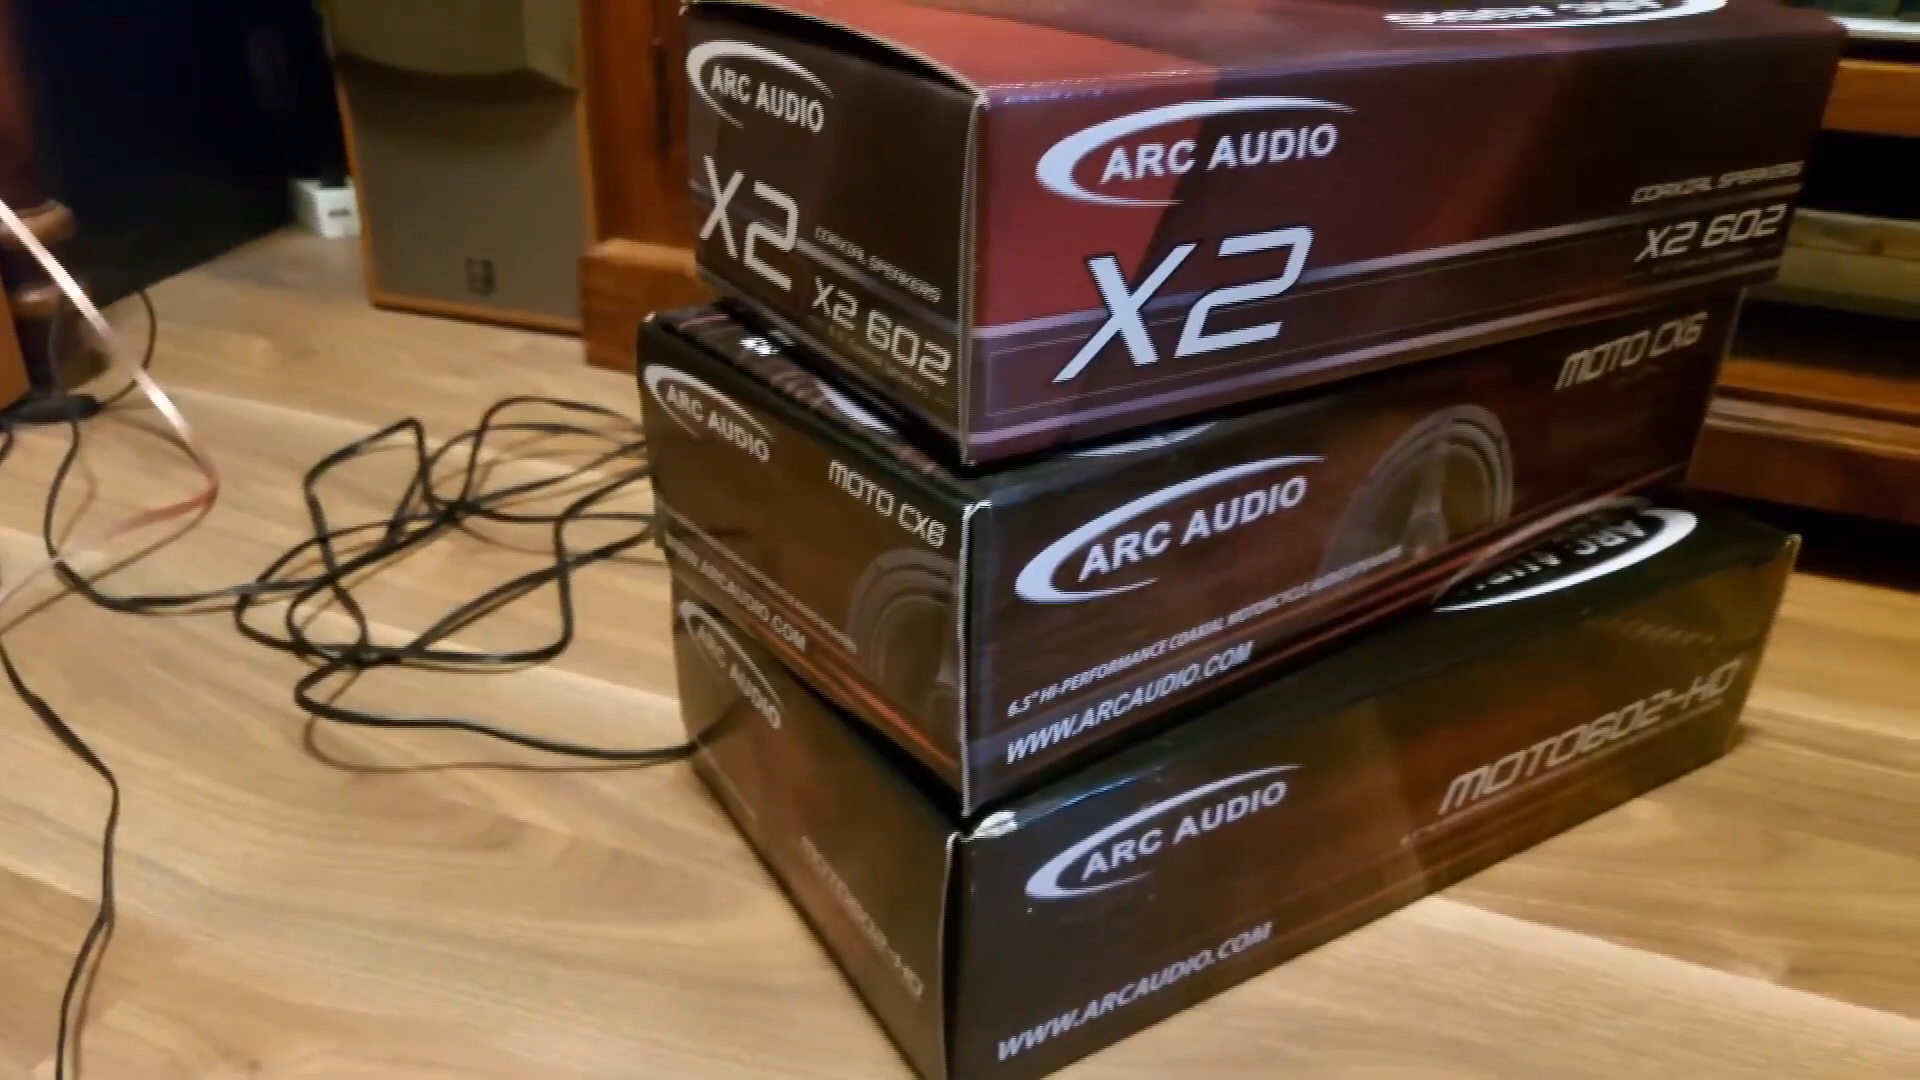 ARC AUDIO
X2
COAXIAL SPEAKERS
X2 602
ARC AUDIO
X2
COAXIAL SPEAKERS
X2 602
ARC AUDIO
MOTO CX6
WWW.ARCAUDIO.COM
ARC AUDIO
MOTO CX6
6.5" HI-PERFORMANCE COAXIAL MOTORCYCLE AUDIO SPEAKERS
WWW.ARCAUDIO.COM
ARC AUDIO
ARC AUDIO
MOTO602-HD
ARC AUDIO
MOTO602-HD
WWW.ARCAUDIO.COM